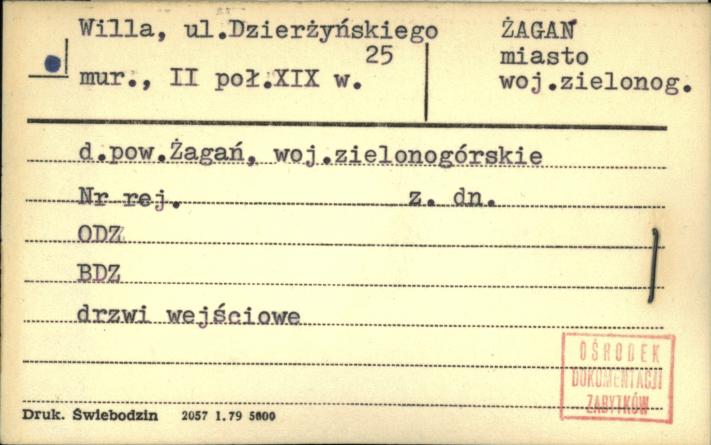 Willa, ul.Dzierżyńskiego 25
mur., II poł.XIX w.
ŻAGAŃ
miasto
woj.zielonog.
d.pow.Żagań, woj.zielonogórskie
Nr rej. z. dn.
ODZ
BDZ
drzwi wejściowe
OŚRODEK
DOKUMENTACJI
ZABYTKÓW
Druk. Świebodzin 2057 1.79 5000